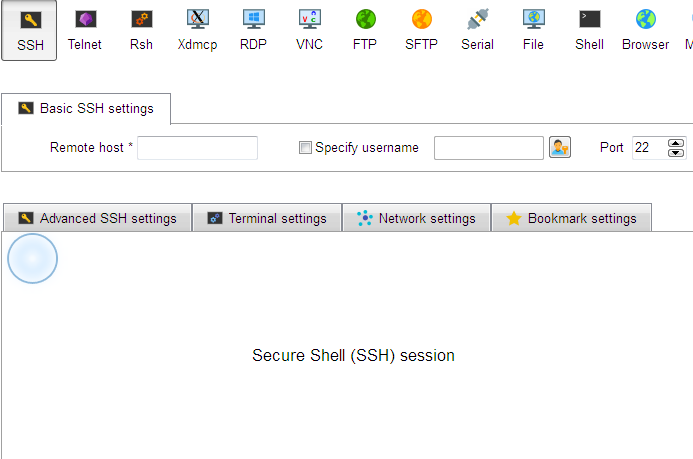 SSH Telnet Rsh Xdmcp RDP VNC FTP SFTP Serial File Shell Browser
Basic SSH settings
Remote host * Specify username Port 22
Advanced SSH settings Terminal settings Network settings Bookmark settings
Secure Shell (SSH) session